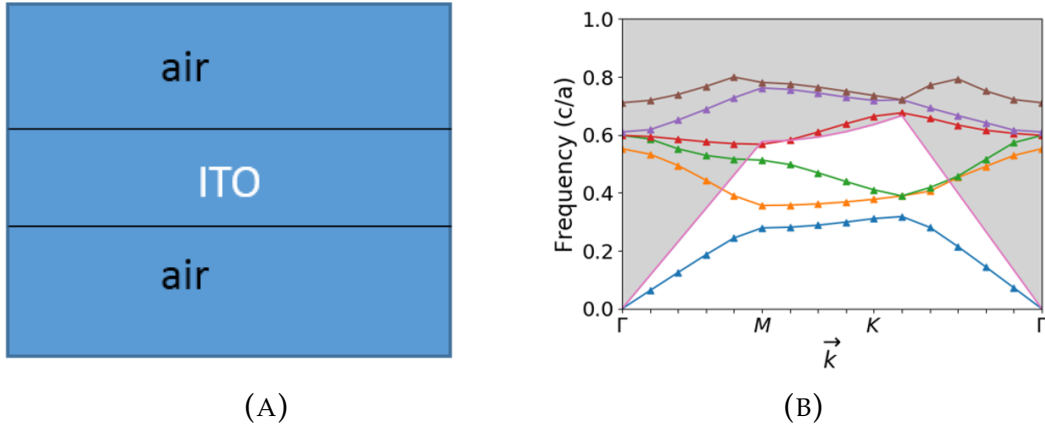 air
ITO
air
(A)
Frequency (c/a)
1.0
0.8
0.6
0.4
0.2
0.0
Γ M K Γ
k
(B)